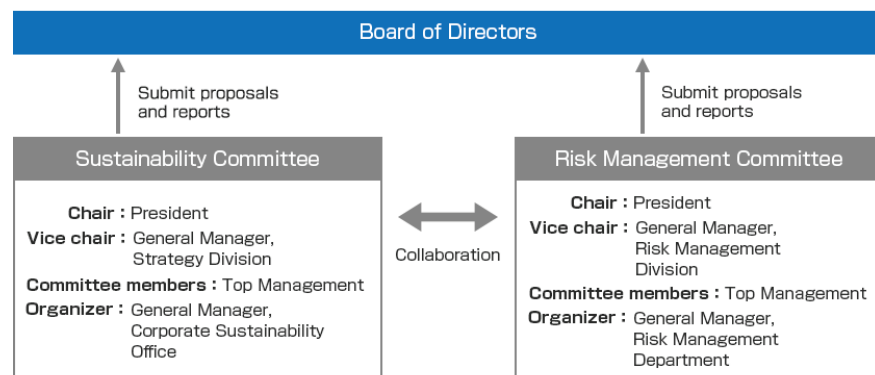 Board of Directors
Submit proposals
and reports
Submit proposals
and reports
Sustainability Committee
Chair : President
Vice chair : General Manager,
Strategy Division
Committee members : Top Management
Organizer : General Manager,
Corporate Sustainability
Office
Collaboration
Risk Management Committee
Chair : President
Vice chair : General Manager,
Risk Management
Division
Committee members : Top Management
Organizer : General Manager,
Risk Management
Department